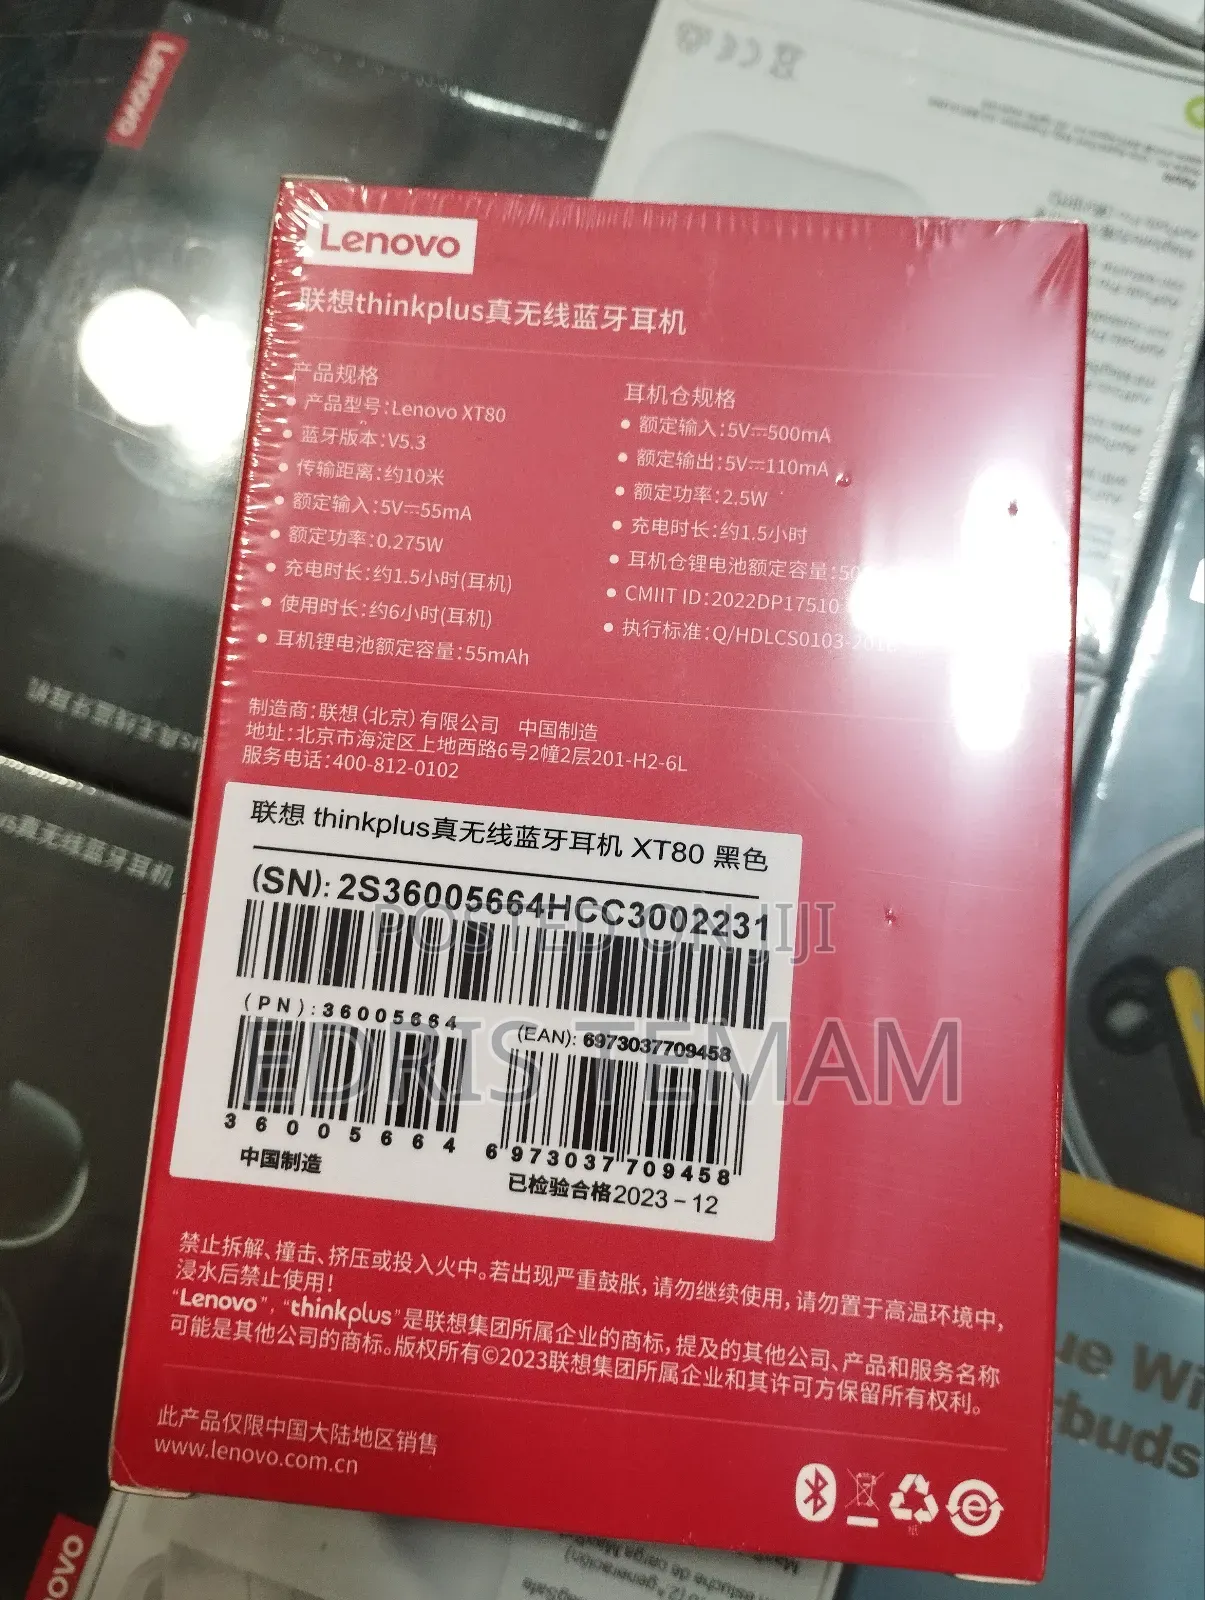 Lenovo
Lenovo
联想thinkplus真无线蓝牙耳机
产品规格
• 产品型号:Lenovo XT80
• 蓝牙版本:V5.3
• 传输距离:约10米
• 额定输入:5V⎓55mA
• 额定功率:0.275W
• 充电时长:约1.5小时(耳机)
• 使用时长:约6小时(耳机)
• 耳机锂电池额定容量:55mAh
耳机仓规格
• 额定输入:5V⎓500mA
• 额定输出:5V⎓110mA
• 额定功率:2.5W
• 充电时长:约1.5小时
• 耳机仓锂电池额定容量:
• CMIIT ID:2022DP17510
• 执行标准:Q/HDLCS0103-
制造商:联想(北京)有限公司 中国制造
地址:北京市海淀区上地西路6号2幢2层201-H2-6L
服务电话:400-812-0102
联想 thinkplus真无线蓝牙耳机 XT80 黑色
(SN): 2S36005664HCC3002231
POSTED ON JIJI
(PN):36005664
(EAN): 6973037709458
EDRIS TEMAM
36005664
6973037709458
中国制造
已检验合格2023-12
禁止拆解、撞击、挤压或投入火中。若出现严重鼓胀,请勿继续使用,请勿置于高温环境中,
浸水后禁止使用!
“Lenovo”, “thinkplus”是联想集团所属企业的商标,提及的其他公司、产品和服务名称
可能是其他公司的商标。版权所有©2023联想集团所属企业和其许可方保留所有权利。
此产品仅限中国大陆地区销售
www.lenovo.com.cn
真无线蓝牙耳机
ue Wi
rbuds
ovo